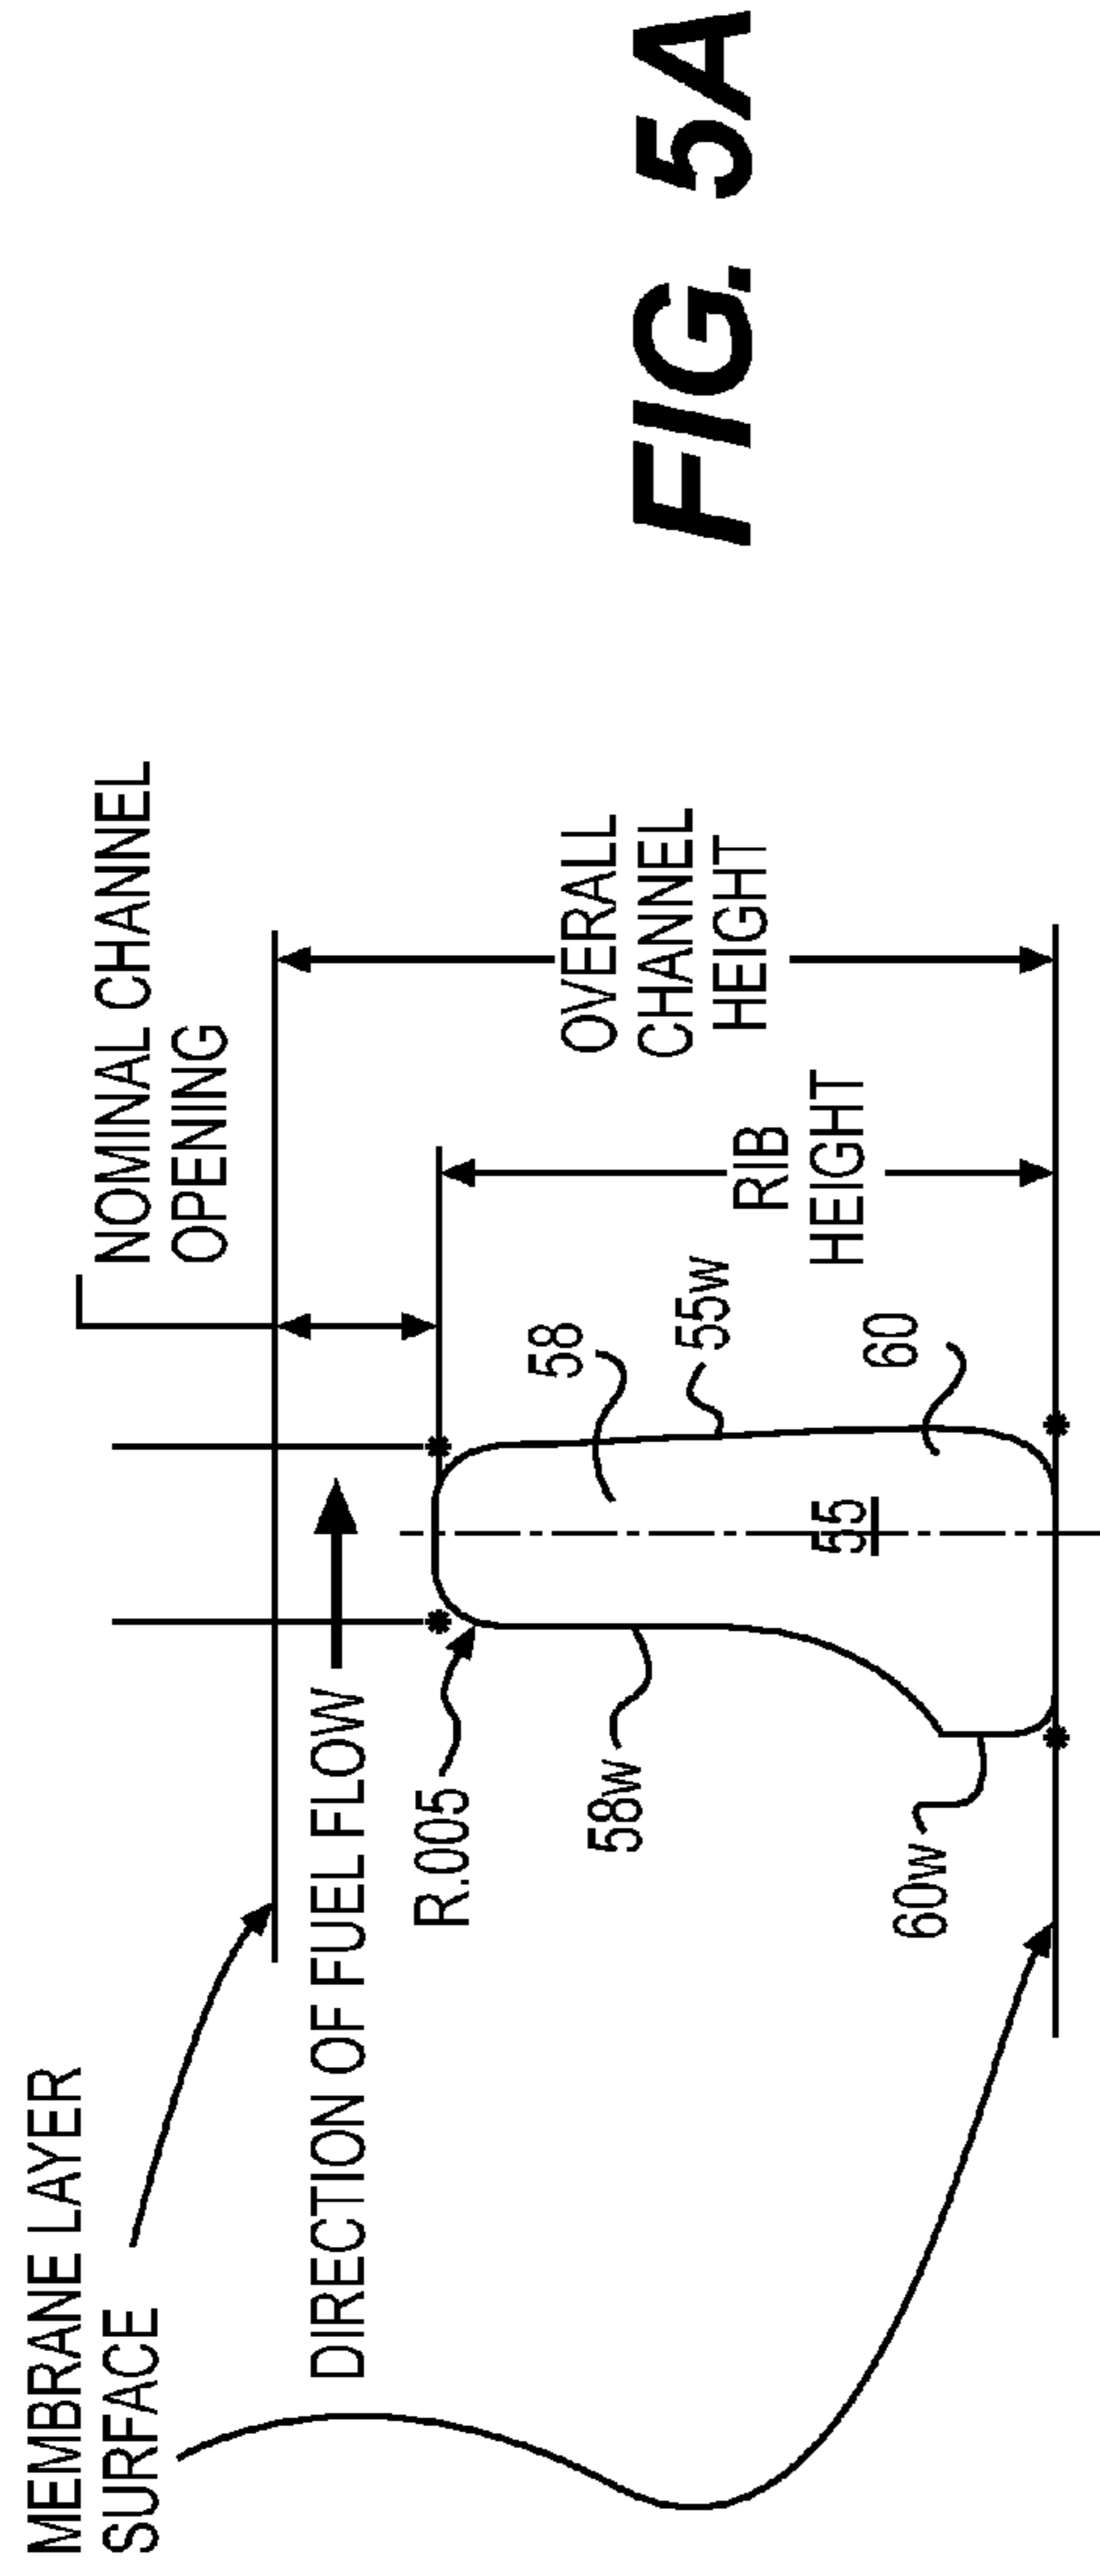 MEMBRANE LAYER
SURFACE
NOMINAL CHANNEL
OPENING
DIRECTION OF FUEL FLOW
R.005
58
58w
55w
OVERALL
CHANNEL
HEIGHT
RIB
HEIGHT
55
60
60w
FIG. 5A